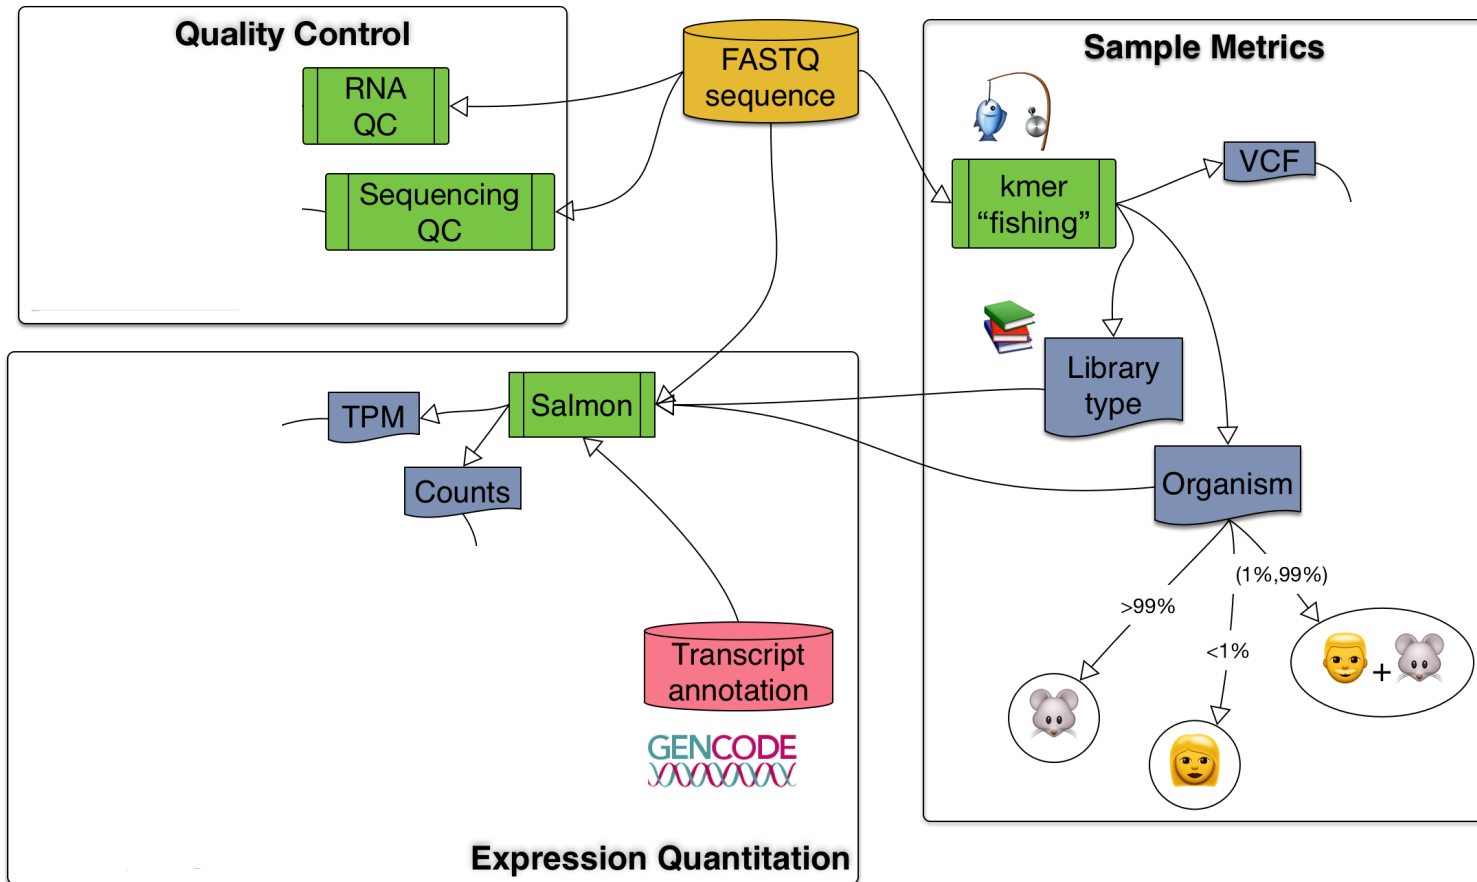 Quality Control
RNA
QC
Sequencing
QC
FASTQ
sequence
Sample Metrics
kmer
“fishing”
VCF
Library
type
Organism
>99%
<1%
(1%,99%)
+
Salmon
TPM
Counts
Transcript
annotation
GENCODE
Expression Quantitation